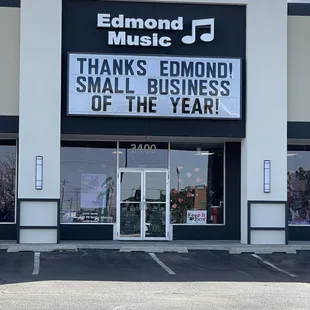 Edmond
Music
THANKS EDMOND!
SMALL BUSINESS
OF THE YEAR!
3400